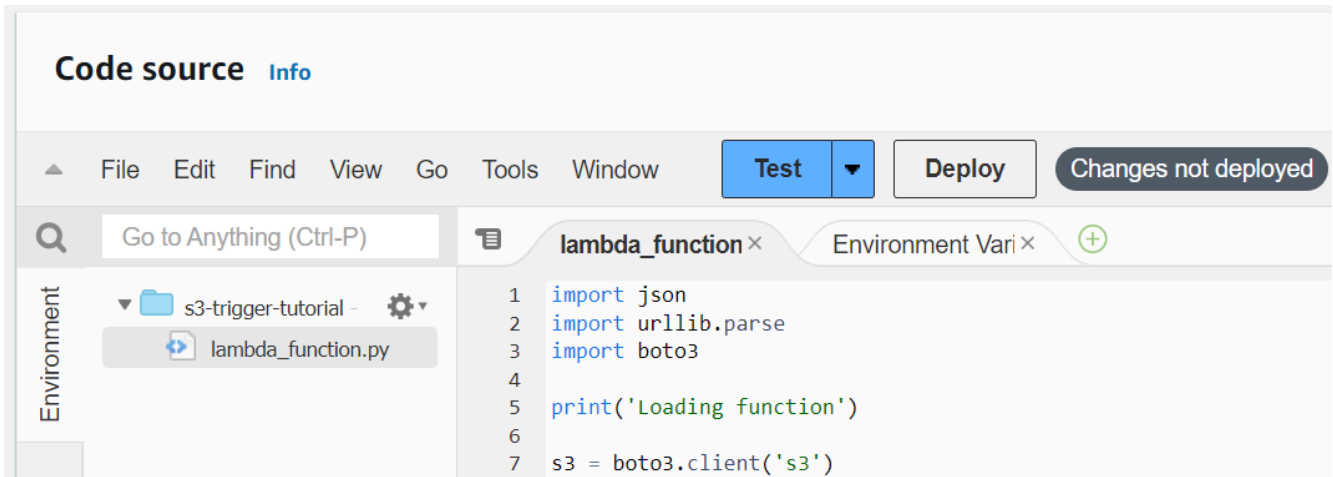 Code source Info
File Edit Find View Go Tools Window Test Deploy Changes not deployed
Go to Anything (Ctrl-P)
lambda_function × Environment Vari ×
Environment
s3-trigger-tutorial -
lambda_function.py
1 import json
2 import urllib.parse
3 import boto3
4
5 print('Loading function')
6
7 s3 = boto3.client('s3')